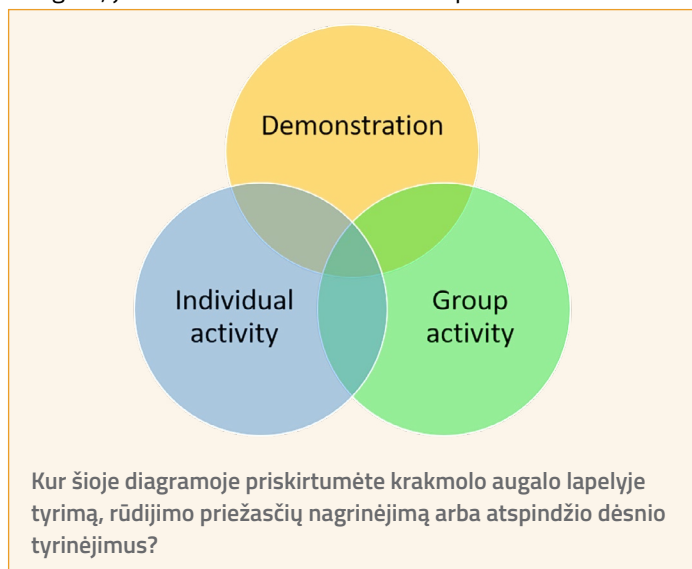 Demonstration
Individual
activity
Group
activity
Kur šioje diagramoje priskirtumėte krakmolo augalo lapelyje
tyrimą, rūdijimo priežasčių nagrinėjimą arba atspindžio dėsnio
tyrinėjimus?